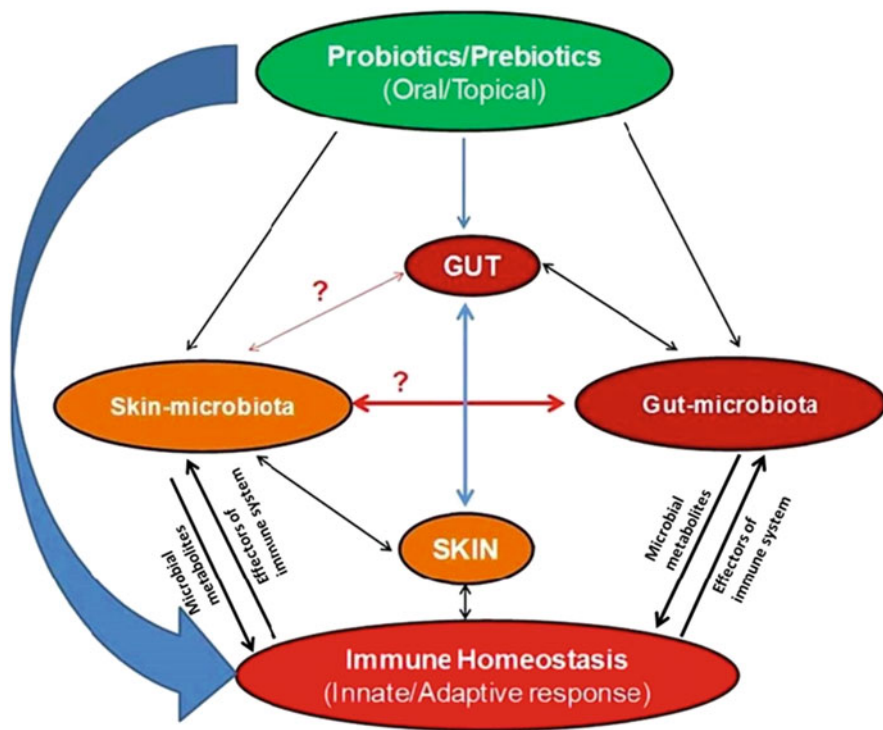 Probiotics/Prebiotics
(Oral/Topical)
GUT
?
?
Skin-microbiota
Gut-microbiota
Microbial
metabolites
Effectors of
immune system
SKIN
Microbial
metabolites
Effectors of
immune system
Immune Homeostasis
(Innate/Adaptive response)